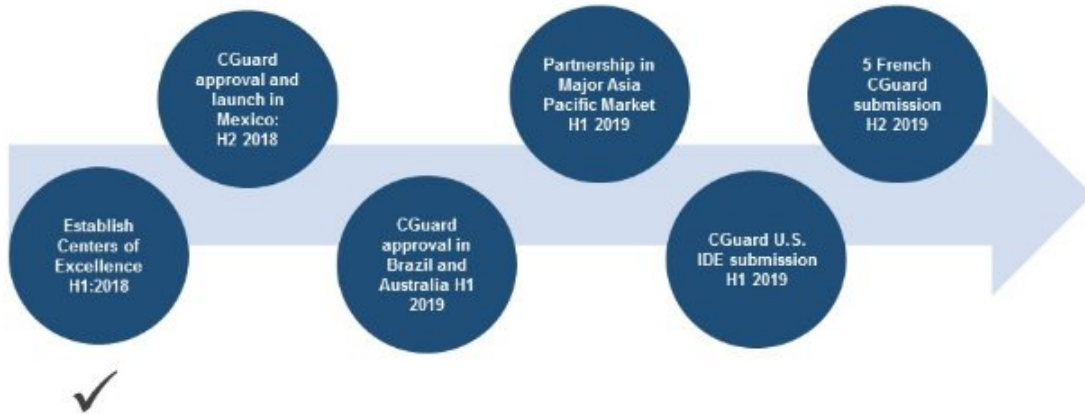 Establish
Centers of
Excellence
H1:2018
CGuard
approval and
launch in
Mexico:
H2 2018
CGuard
approval in
Brazil and
Australia H1
2019
Partnership in
Major Asia
Pacific Market
H1 2019
CGuard U.S.
IDE submission
H1 2019
5 French
CGuard
submission
H2 2019